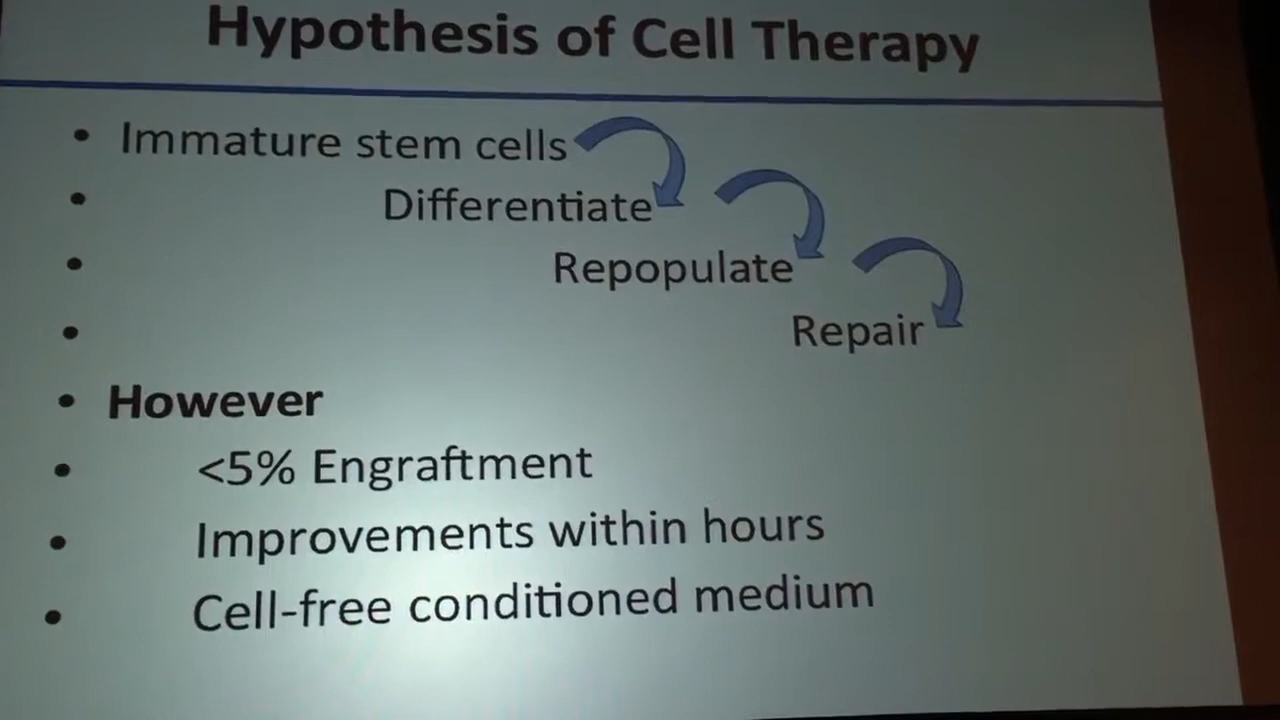 Hypothesis of Cell Therapy
• Immature stem cells
• Differentiate
• Repopulate
• Repair
• However
• <5% Engraftment
• Improvements within hours
• Cell-free conditioned medium